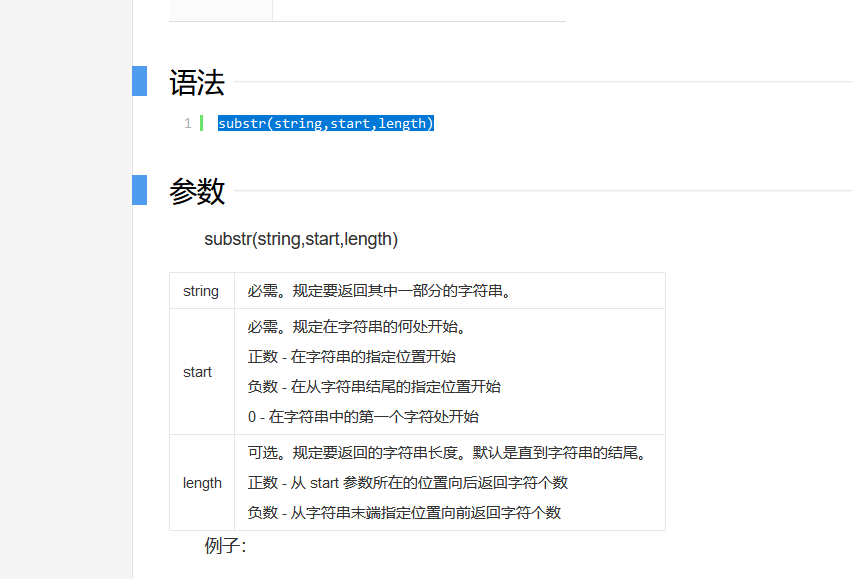 语法
1 substr(string,start,length)
参数
substr(string,start,length)
string 必需。规定要返回其中一部分的字符串。
必需。规定在字符串的何处开始。
正数 - 在字符串的指定位置开始
start
负数 - 在从字符串结尾的指定位置开始
0 - 在字符串中的第一个字符处开始
可选。规定要返回的字符串长度。默认是直到字符串的结尾。
length 正数 - 从 start 参数所在的位置向后返回字符个数
负数 - 从字符串末端指定位置向前返回字符个数
例子：